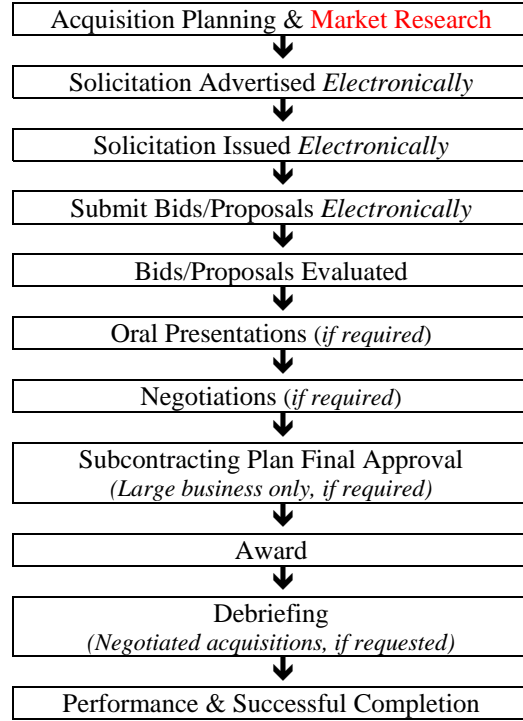 Acquisition Planning & Market Research
Solicitation Advertised Electronically
Solicitation Issued Electronically
Submit Bids/Proposals Electronically
Bids/Proposals Evaluated
Oral Presentations (if required)
Negotiations (if required)
Subcontracting Plan Final Approval
(Large business only, if required)
Award
Debriefing
(Negotiated acquisitions, if requested)
Performance & Successful Completion